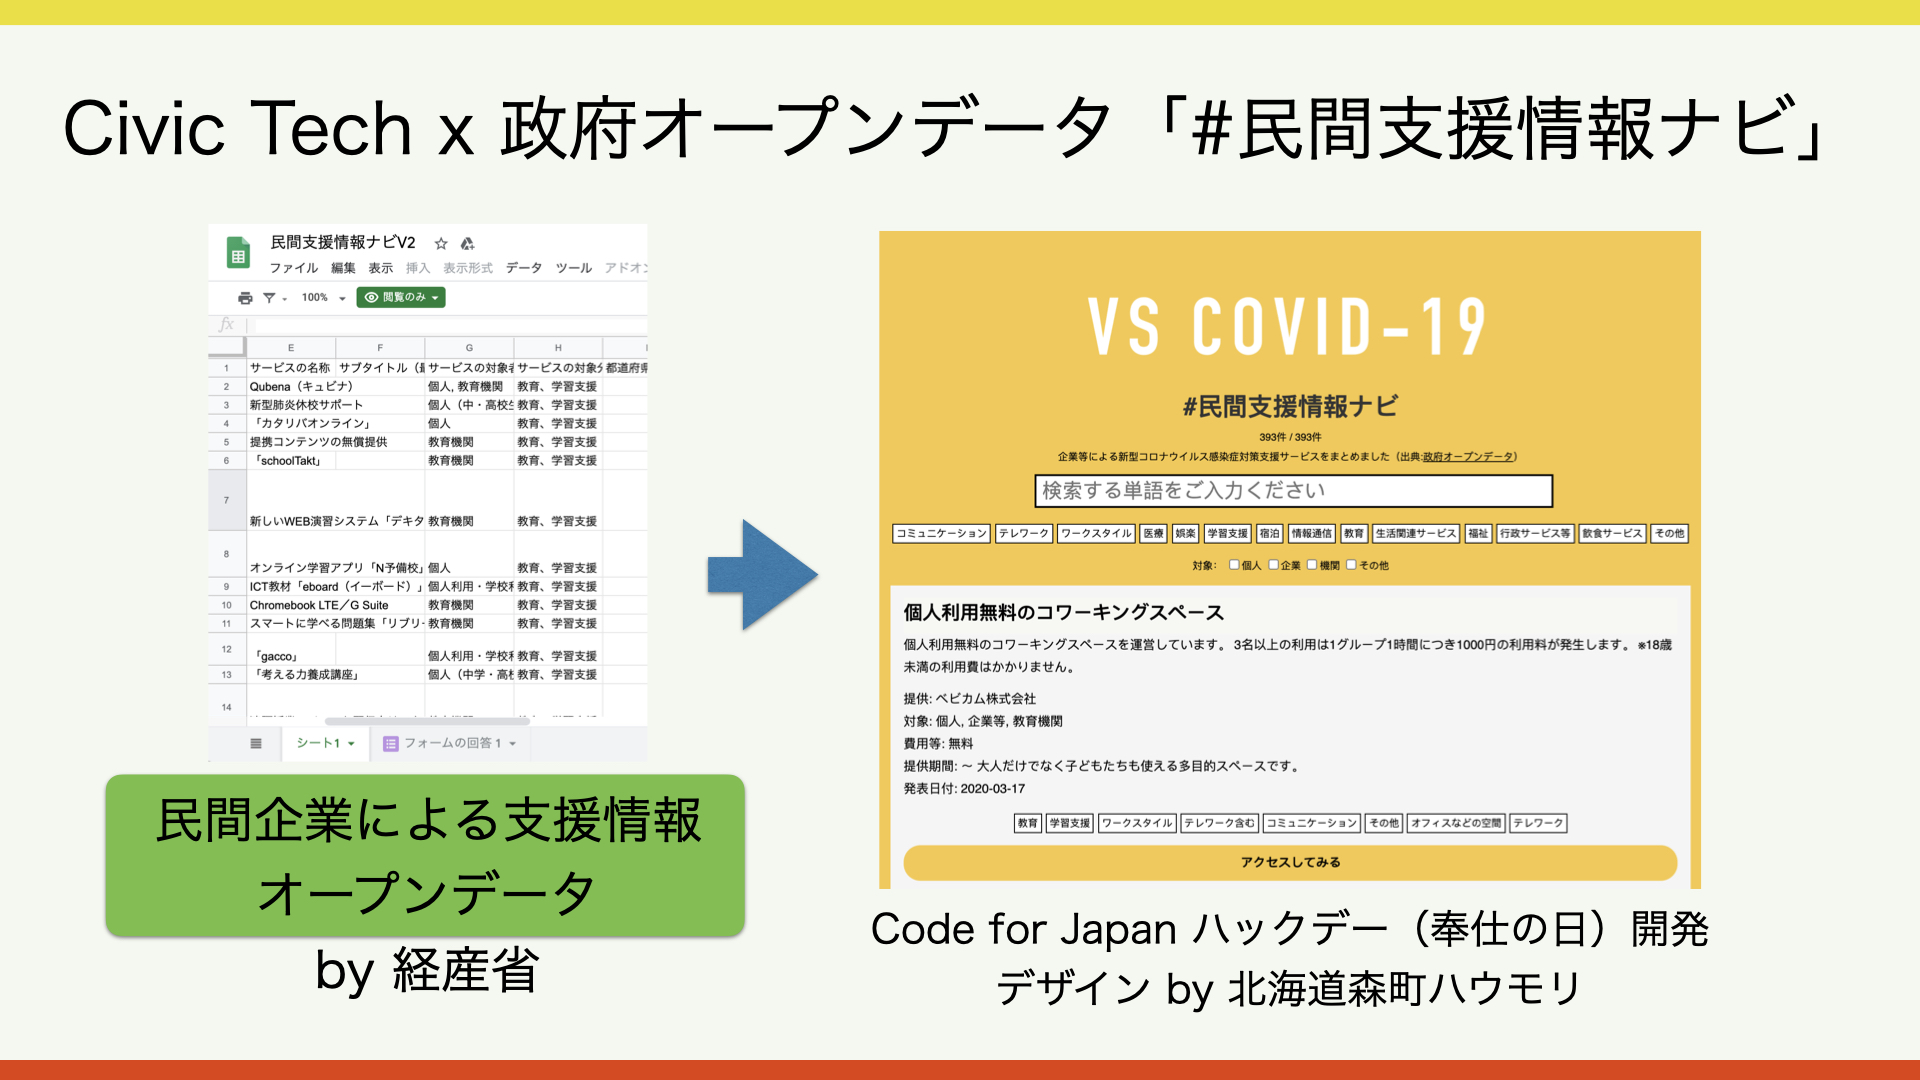 Civic Tech x 政府オープンデータ「#民間支援情報ナビ」
民間支援情報ナビV2
ファイル 編集 表示 挿入 表示形式 データ ツール アドオン
100% 閲覧のみ
fx
E F G H
1 サービスの名称 サブタイトル サービスの対象 サービスの対象 都道府
2 Qubena（キュビナ） 個人, 教育機関 教育、学習支援
3 新型肺炎休校サポート 個人（中・高校 教育、学習支援
4 「カタリバオンライン」 個人 教育、学習支援
5 提携コンテンツの無償提供 教育機関 教育、学習支援
6 「schoolTakt」 教育機関 教育、学習支援
7 新しいWEB演習システム「デキタ 教育機関 教育、学習支援
8 オンライン学習アプリ「N予備校」 個人 教育、学習支援
9 ICT教材「eboard（イーボード）」 個人利用・学校 教育、学習支援
10 Chromebook LTE／G Suite 教育機関 教育、学習支援
11 スマートに学べる問題集「リブリ 教育機関 教育、学習支援
12 「gacco」 個人利用・学校 教育、学習支援
13 「考える力養成講座」 個人（中学・高 教育、学習支援
14
シート1 フォームの回答 1
民間企業による支援情報
オープンデータ
by 経産省
VS COVID-19
#民間支援情報ナビ
393件 / 393件
企業等による新型コロナウイルス感染症対策支援サービスをまとめました（出典:政府オープンデータ）
検索する単語をご入力ください
コミュニケーション テレワーク ワークスタイル 医療 娯楽 学習支援 宿泊 情報通信 教育 生活関連サービス 福祉 行政サービス等 飲食サービス その他
対象: 個人 企業 機関 その他
個人利用無料のコワーキングスペース
個人利用無料のコワーキングスペースを運営しています。 3名以上の利用は1グループ1時間につき1000円の利用料が発生します。 ※18歳
未満の利用費はかかりません。
提供: ベビカム株式会社
対象: 個人, 企業等, 教育機関
費用等: 無料
提供期間: 〜 大人だけでなく子どもたちも使える多目的スペースです。
発表日付: 2020-03-17
教育 学習支援 ワークスタイル テレワーク含む コミュニケーション その他 オフィスなどの空間 テレワーク
アクセスしてみる
Code for Japan ハックデー（奉仕の日）開発
デザイン by 北海道森町ハウモリ